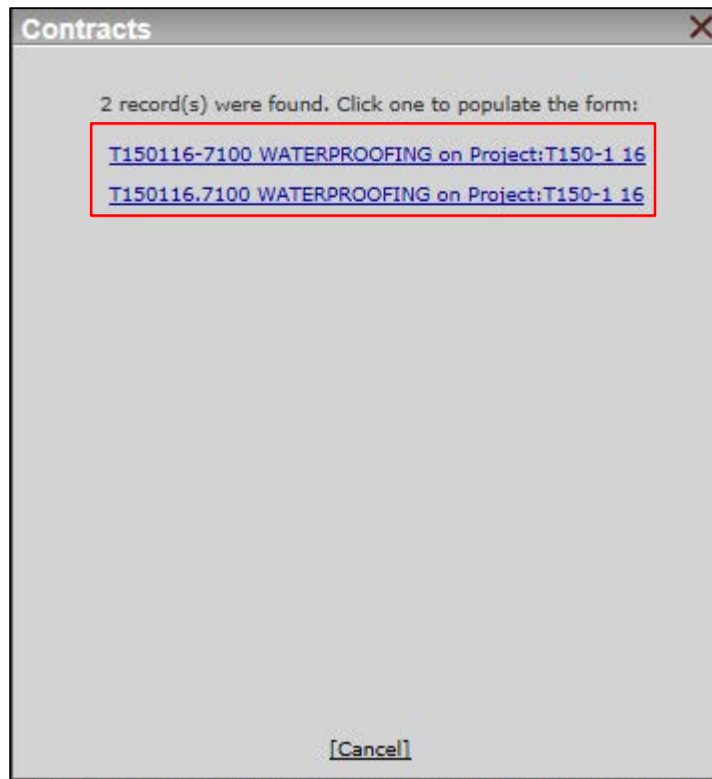 Contracts
2 record(s) were found. Click one to populate the form:
T150116-7100 WATERPROOFING on Project:T150-1 16
T150116.7100 WATERPROOFING on Project:T150-1 16
[Cancel]